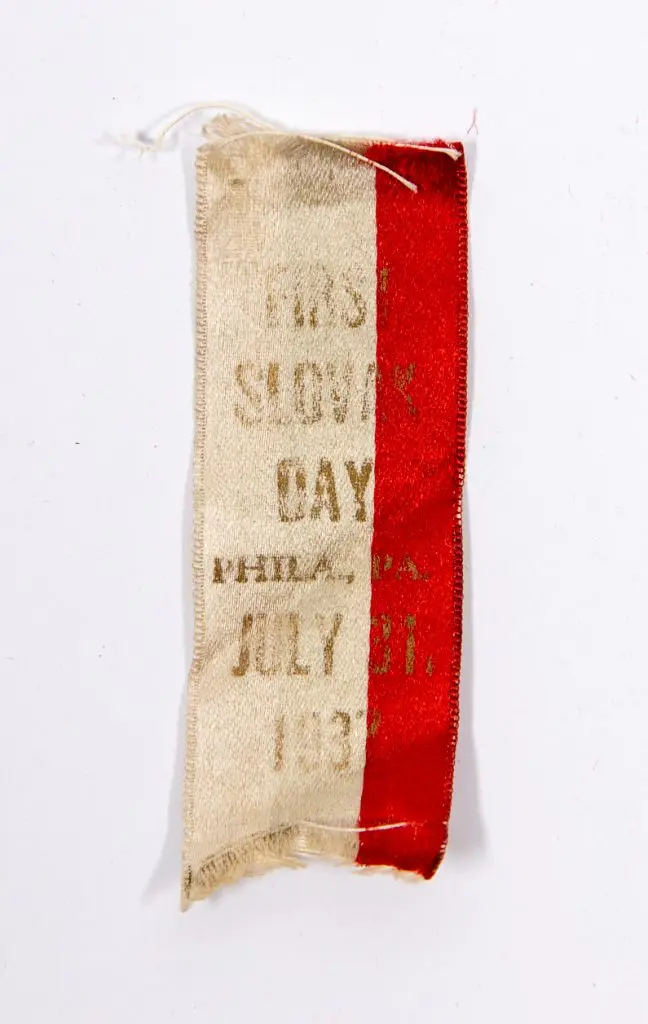 FIRST
SLOVAK
DAY
PHILA., PA.
JULY 31,
1937